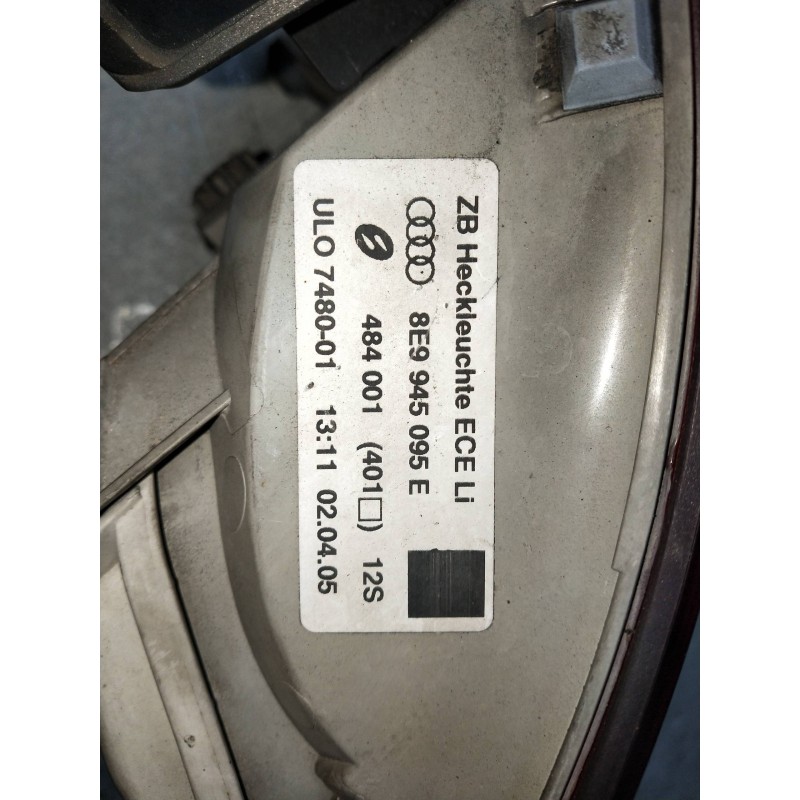 ZB Heckleuchte ECE Li
8E9 945 095 E
484 001 (401□) 12S
ULO 7480-01 13:11 02.04.05